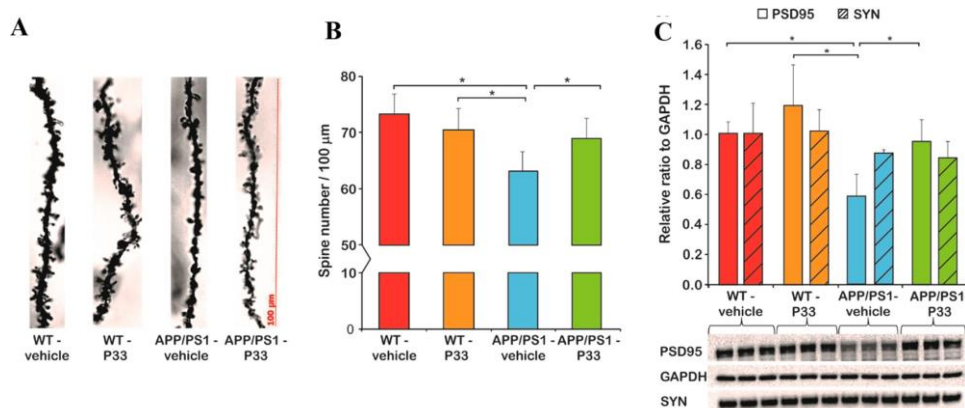 A
WT - vehicle
WT - P33
APP/PS1 - vehicle
APP/PS1 - P33
100 µm
B
Spine number / 100 µm
80
70
60
50
10
0
*
*
*
WT - vehicle
WT - P33
APP/PS1 - vehicle
APP/PS1 - P33
C
PSD95
SYN
Relative ratio to GAPDH
1.6
1.4
1.2
1.0
0.8
0.6
0.4
0.2
0.0
*
*
*
WT - vehicle
WT - P33
APP/PS1- vehicle
APP/PS1 P33
PSD95
GAPDH
SYN